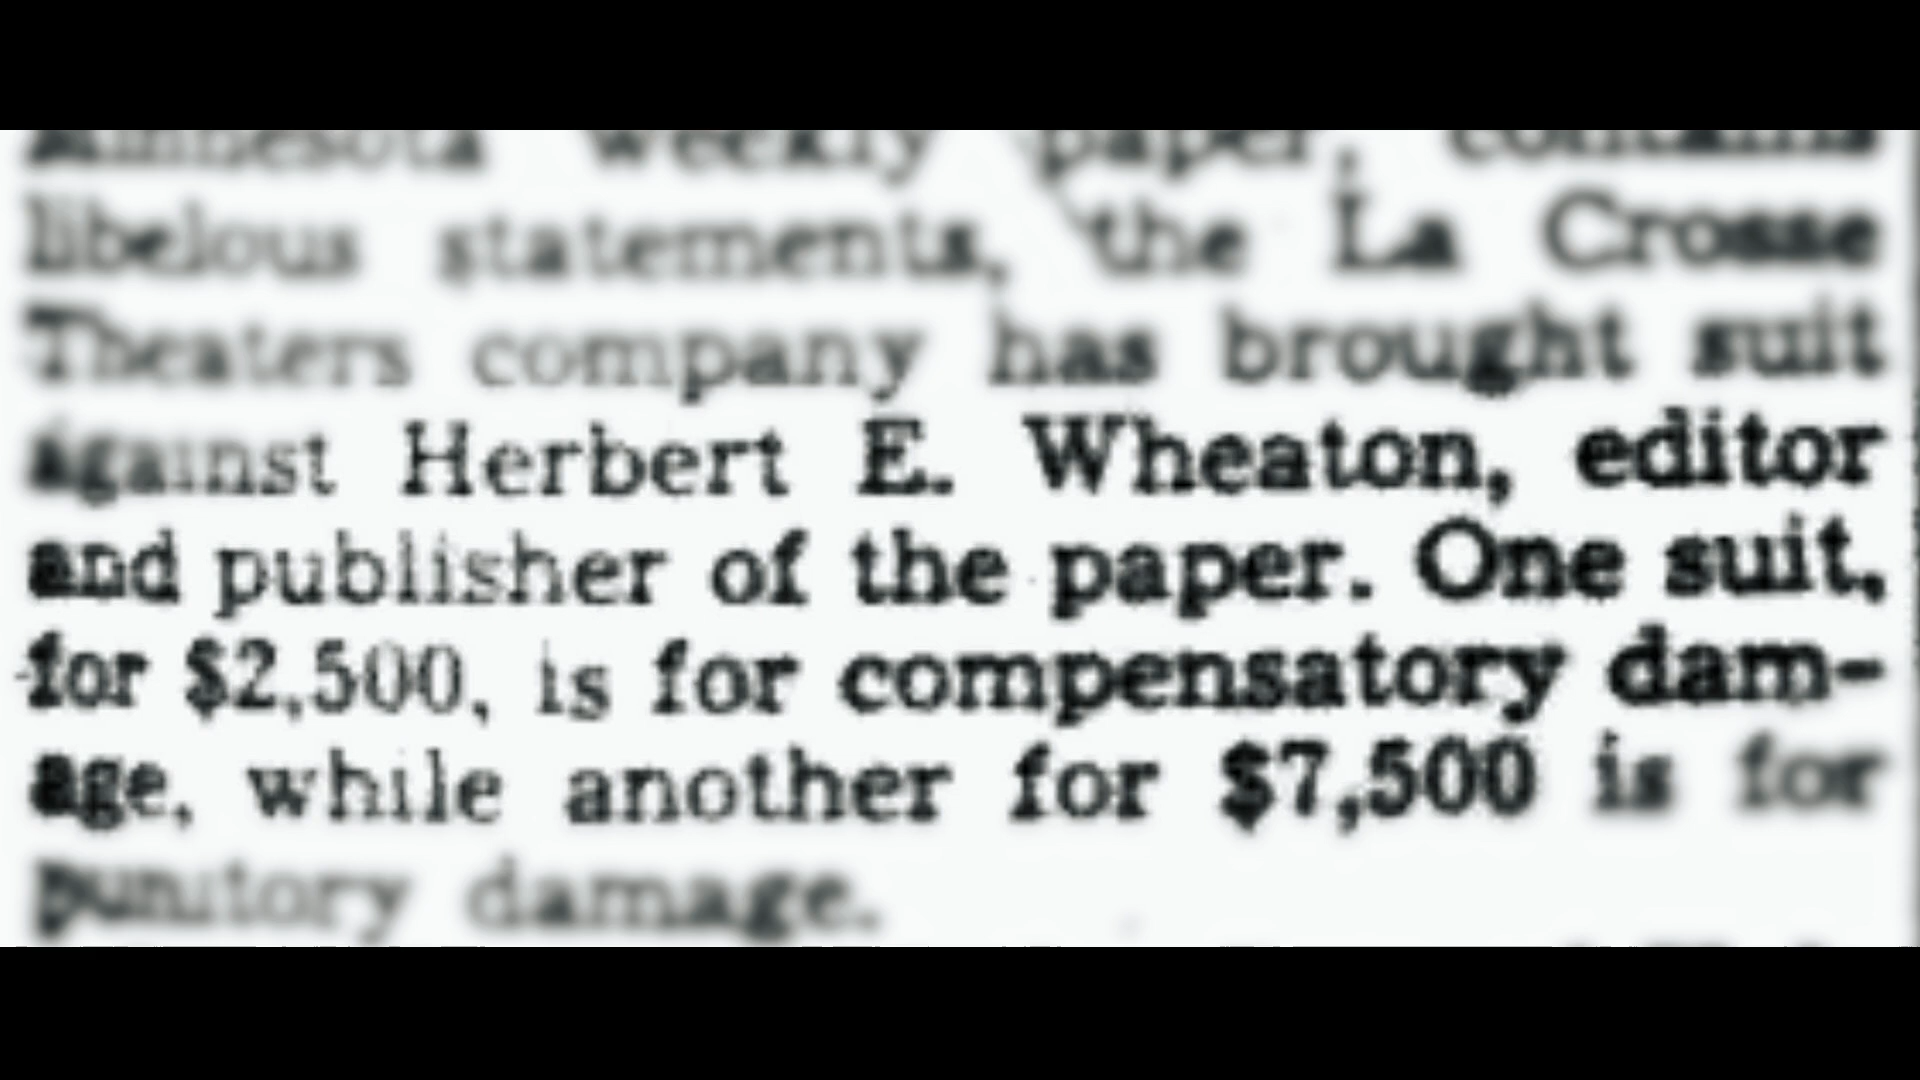 Minnesota weekly paper, contains
libelous statements, the La Crosse
Theaters company has brought suit
against Herbert E. Wheaton, editor
and publisher of the paper. One suit,
for $2,500, is for compensatory dam-
age, while another for $7,500 is for
punitory damage.